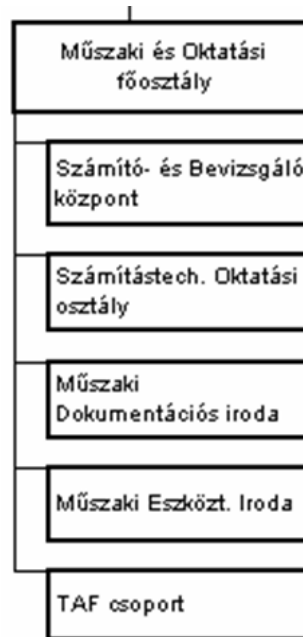 Műszaki és Oktatási
főosztály
Számító- és Bevizsgáló
központ
Számítástech. Oktatási
osztály
Műszaki
Dokumentációs iroda
Műszaki Eszközt. Iroda
TAF csoport